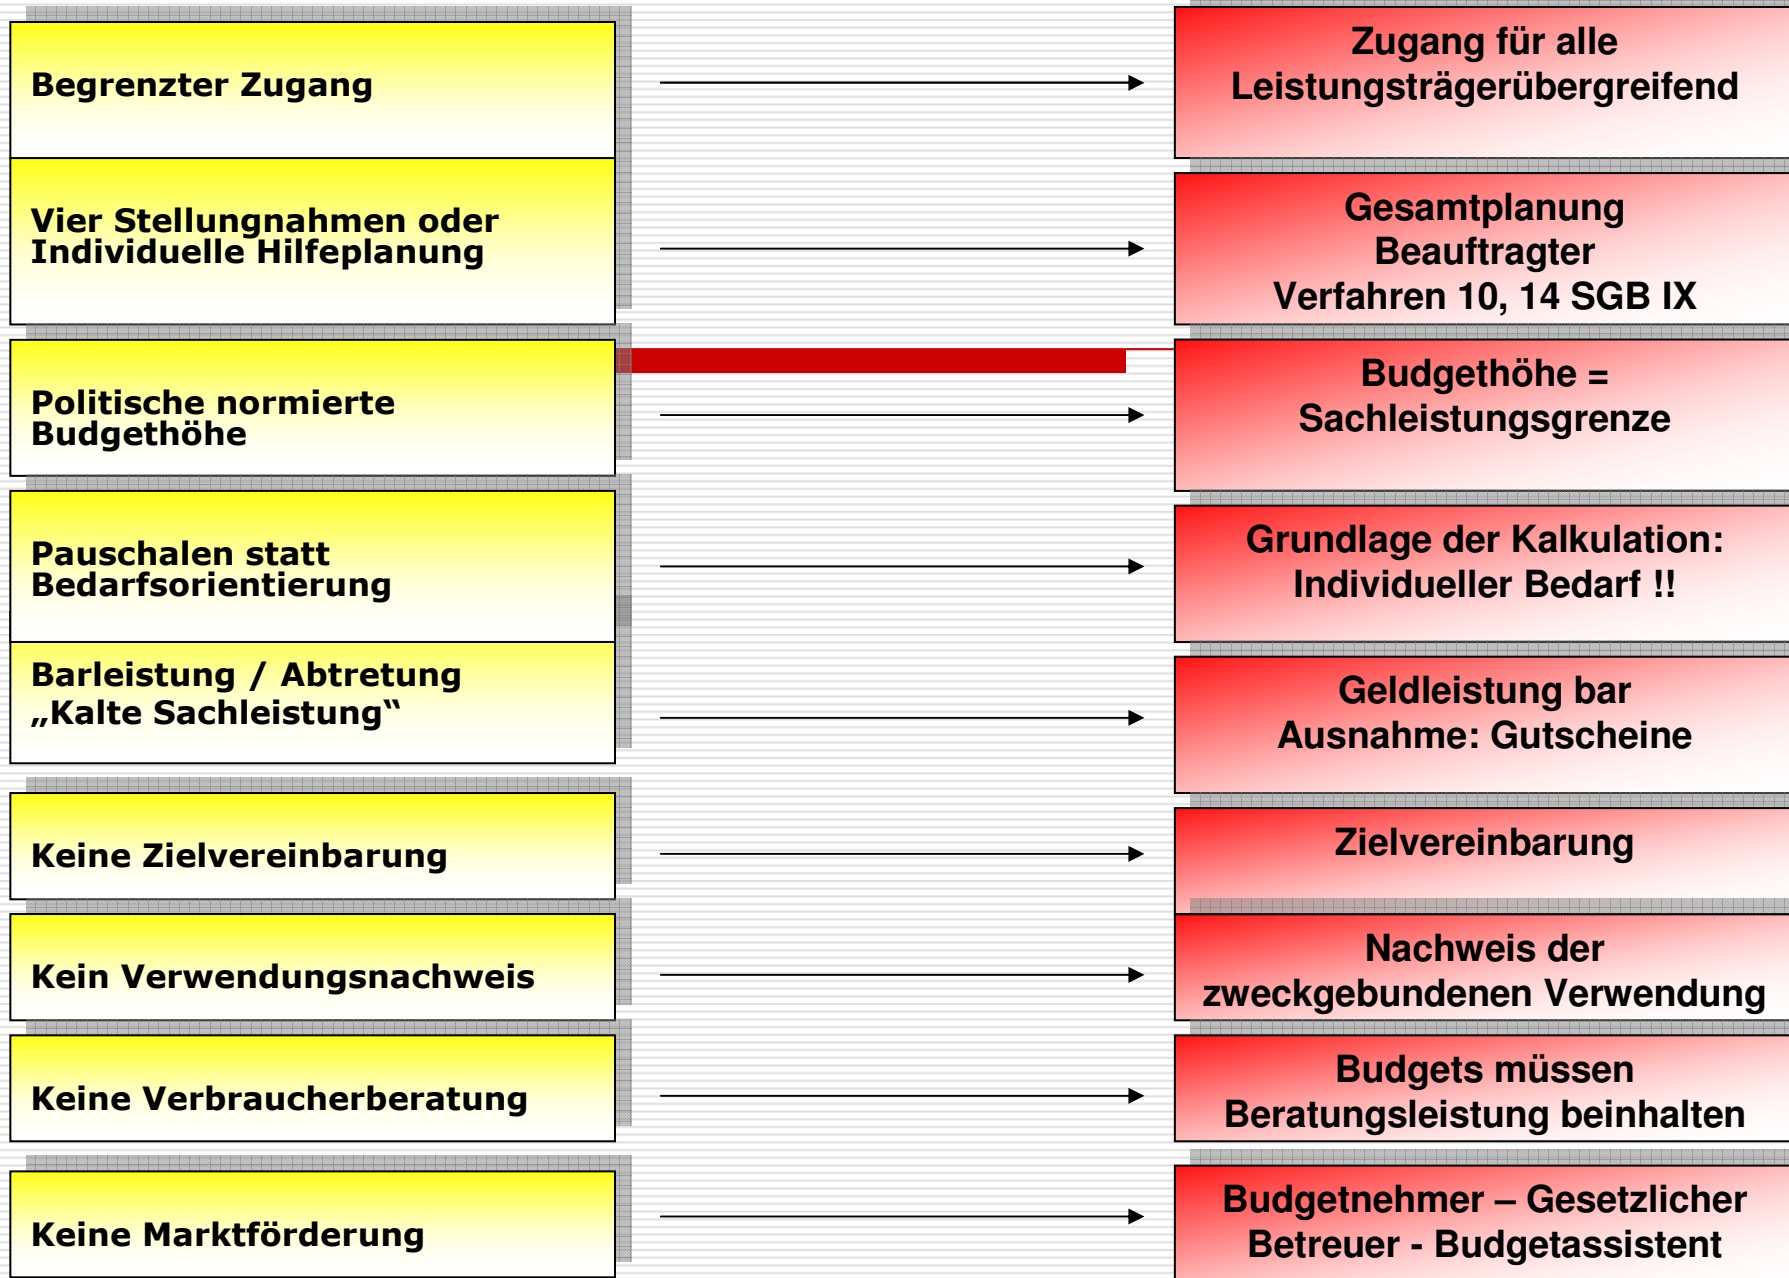 Begrenzter Zugang
Zugang für alle
Leistungsträgerübergreifend
Vier Stellungnahmen oder
Individuelle Hilfeplanung
Gesamtplanung
Beauftragter
Verfahren 10, 14 SGB IX
Politische normierte
Budgethöhe
Budgethöhe =
Sachleistungsgrenze
Pauschalen statt
Bedarfsorientierung
Grundlage der Kalkulation:
Individueller Bedarf !!
Barleistung / Abtretung
„Kalte Sachleistung“
Geldleistung bar
Ausnahme: Gutscheine
Keine Zielvereinbarung
Zielvereinbarung
Kein Verwendungsnachweis
Nachweis der
zweckgebundenen Verwendung
Keine Verbraucherberatung
Budgets müssen
Beratungsleistung beinhalten
Keine Marktförderung
Budgetnehmer – Gesetzlicher
Betreuer - Budgetassistent